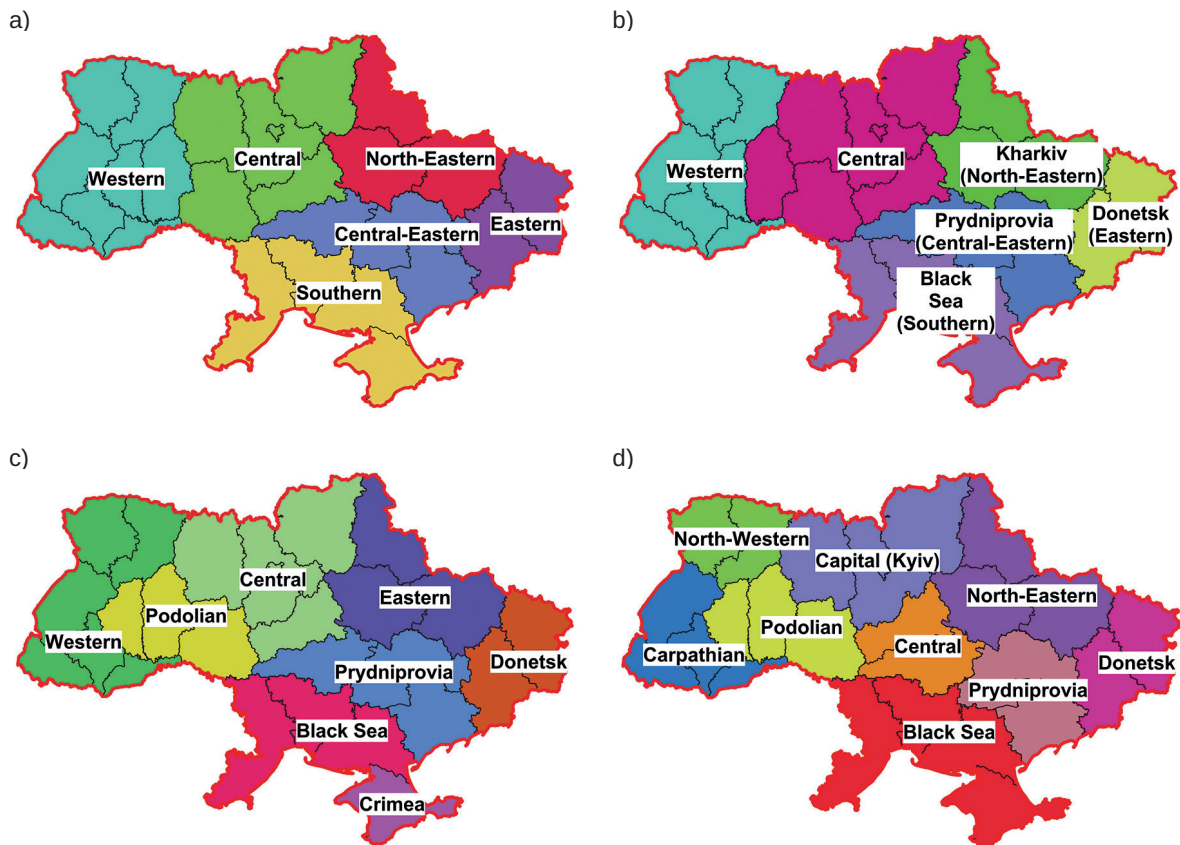 a)
Western
Central
North-Eastern
Central-Eastern
Eastern
Southern
b)
Western
Central
Kharkiv
(North-Eastern)
Prydniprovia
(Central-Eastern)
Donetsk
(Eastern)
Black
Sea
(Southern)
c)
Central
Podolian
Eastern
Western
Prydniprovia
Donetsk
Black Sea
Crimea
d)
North-Western
Capital (Kyiv)
North-Eastern
Podolian
Central
Carpathian
Donetsk
Prydniprovia
Black Sea